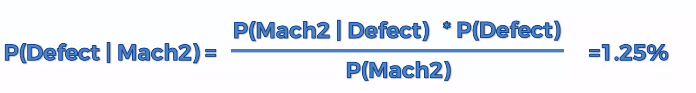 P(Mach2 | Defect) * P(Defect)
P(Defect | Mach2) = =1.25%
P(Mach2)